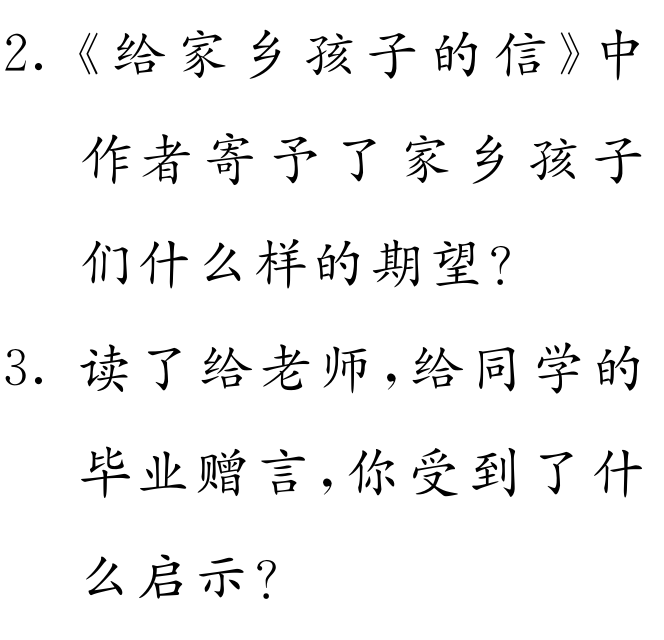 2.《给家乡孩子的信》中
作者寄予了家乡孩子
们什么样的期望?
3. 读了给老师,给同学的
毕业赠言,你受到了什
么启示?